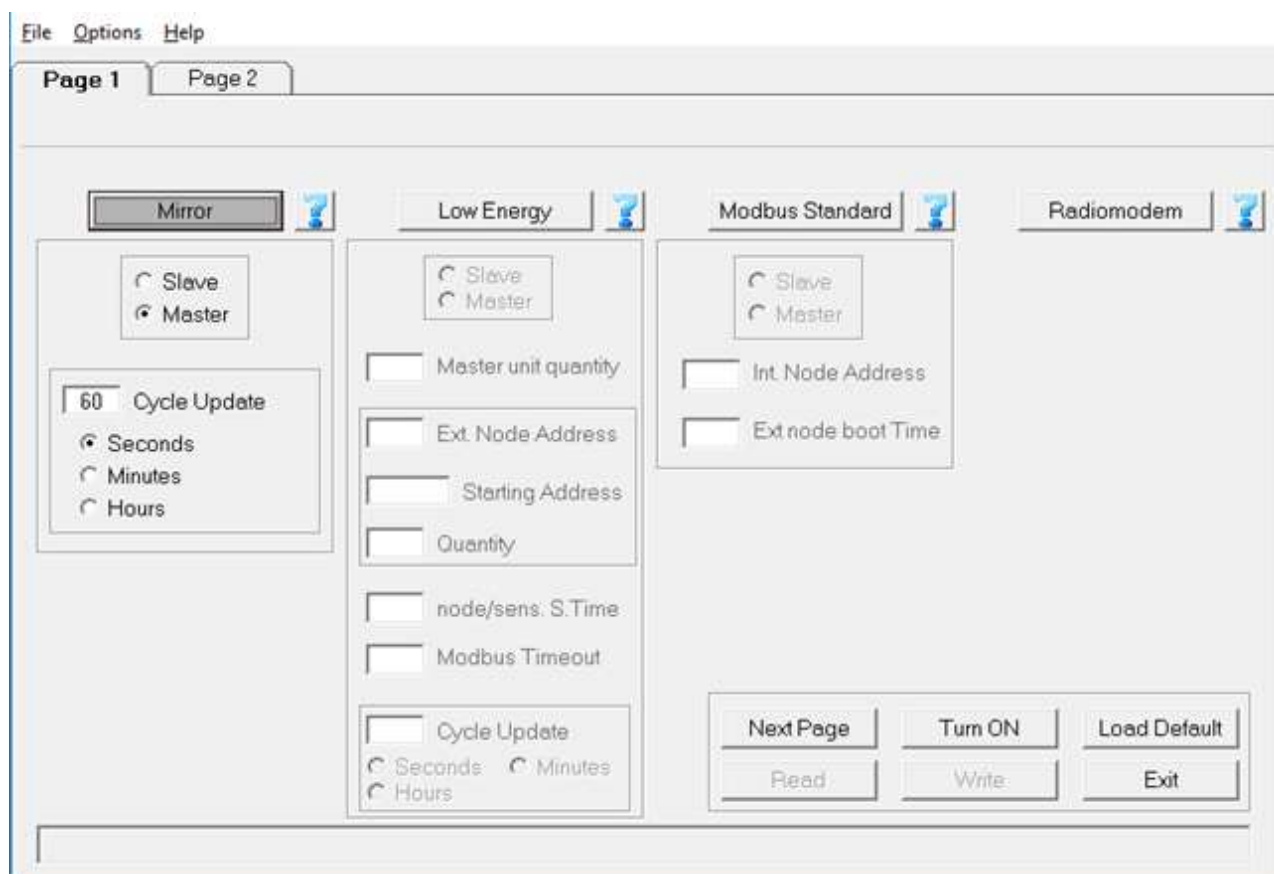 File Options Help
Page 1 Page 2
Mirror ? Low Energy ? Modbus Standard ? Radiomodem ?
Slave
Master
60 Cycle Update
Seconds
Minutes
Hours
Slave
Master
Master unit quantity
Ext. Node Address
Starting Address
Quantity
node/sens. S.Time
Modbus Timeout
Cycle Update
Seconds Minutes
Hours
Slave
Master
Int. Node Address
Ext node boot Time
Next Page Turn ON Load Default
Read Write Exit